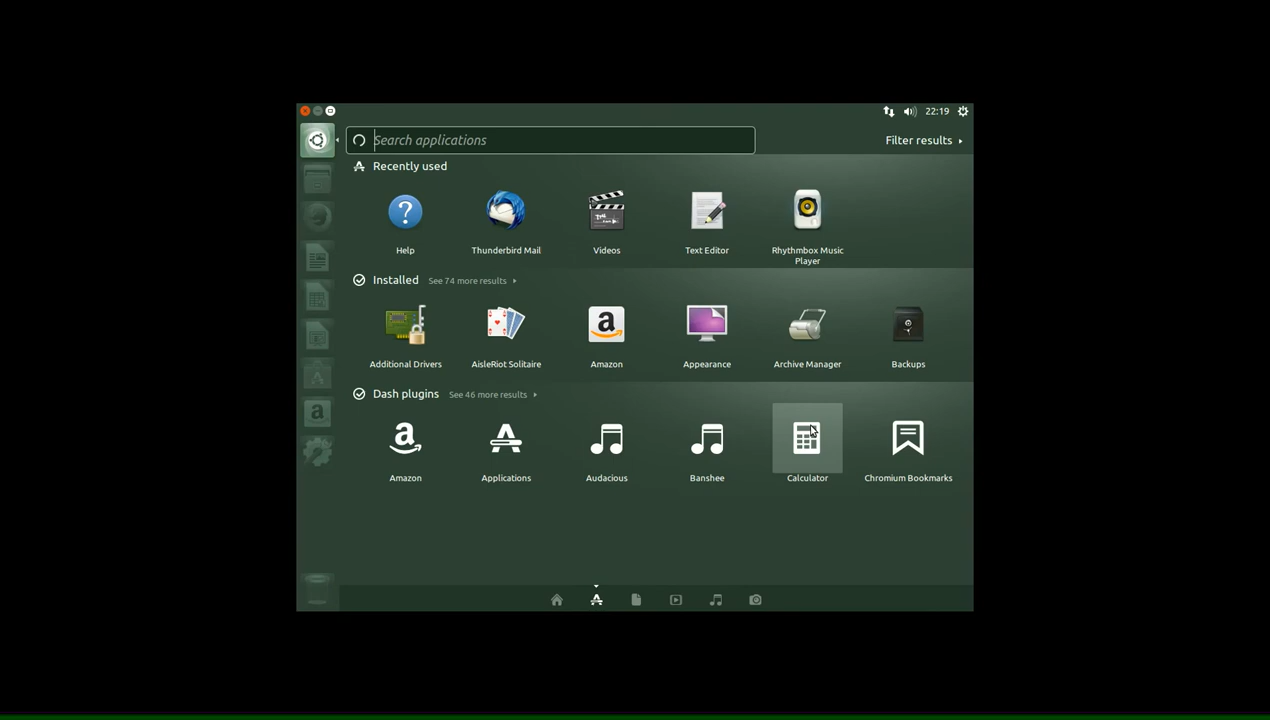 22:19
Search applications
Filter results
Recently used
Help
Thunderbird Mail
Videos
Text Editor
Rhythmbox Music
Player
Installed See 74 more results
Additional Drivers
AisleRiot Solitaire
Amazon
Appearance
Archive Manager
Backups
Dash plugins See 46 more results
Amazon
Applications
Audacious
Banshee
Calculator
Chromium Bookmarks